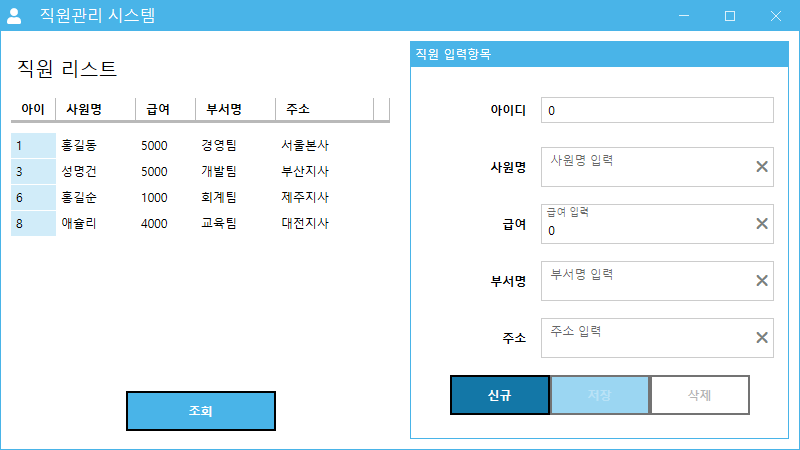 직원관리 시스템
직원 리스트
아이 사원명 급여 부서명 주소
1 홍길동 5000 경영팀 서울본사
3 성명건 5000 개발팀 부산지사
6 홍길순 1000 회계팀 제주지사
8 애슐리 4000 교육팀 대전지사
조회
직원 입력항목
아이디 0
사원명 사원명 입력
급여 입력
급여 0
부서명 부서명 입력
주소 주소 입력
신규 저장 삭제